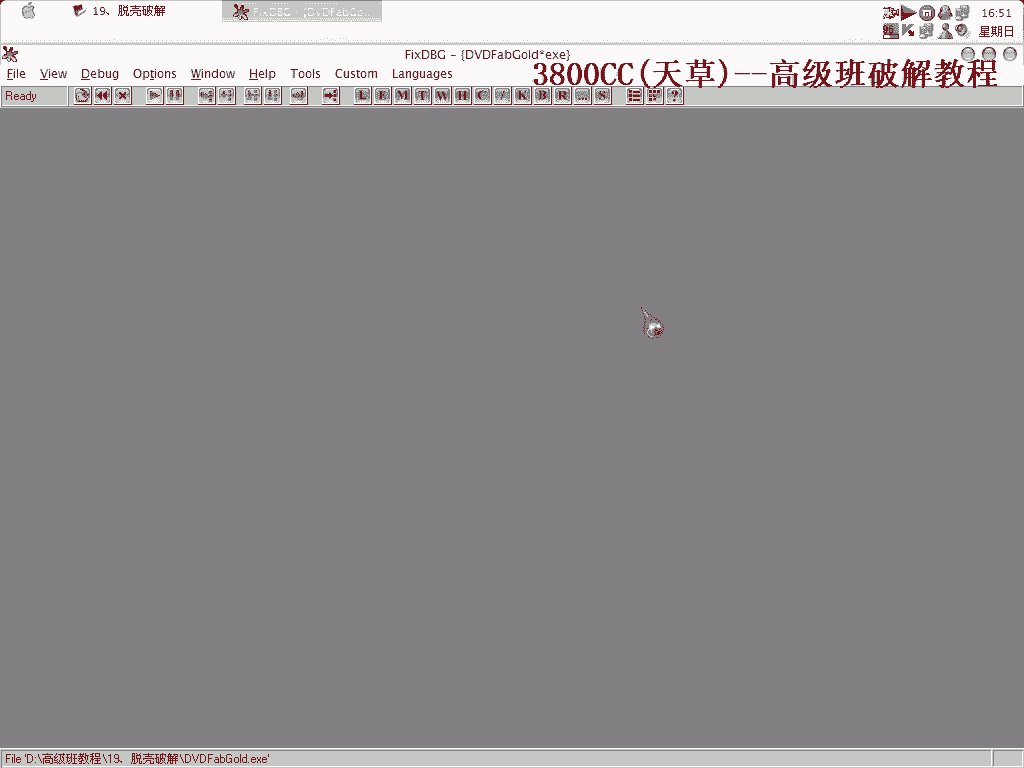 19、脱壳破解
FixDBG - {DVDFabGo...
16:51
星期日
FixDBG - {DVDFabGold*exe}
File View Debug Options Window Help Tools Custom Languages
3800CC(天草)--高级班破解教程
Ready
L E M T W H C / K B R ... S ?
File 'D:\高级班教程\19、脱壳破解\DVDFabGold.exe'